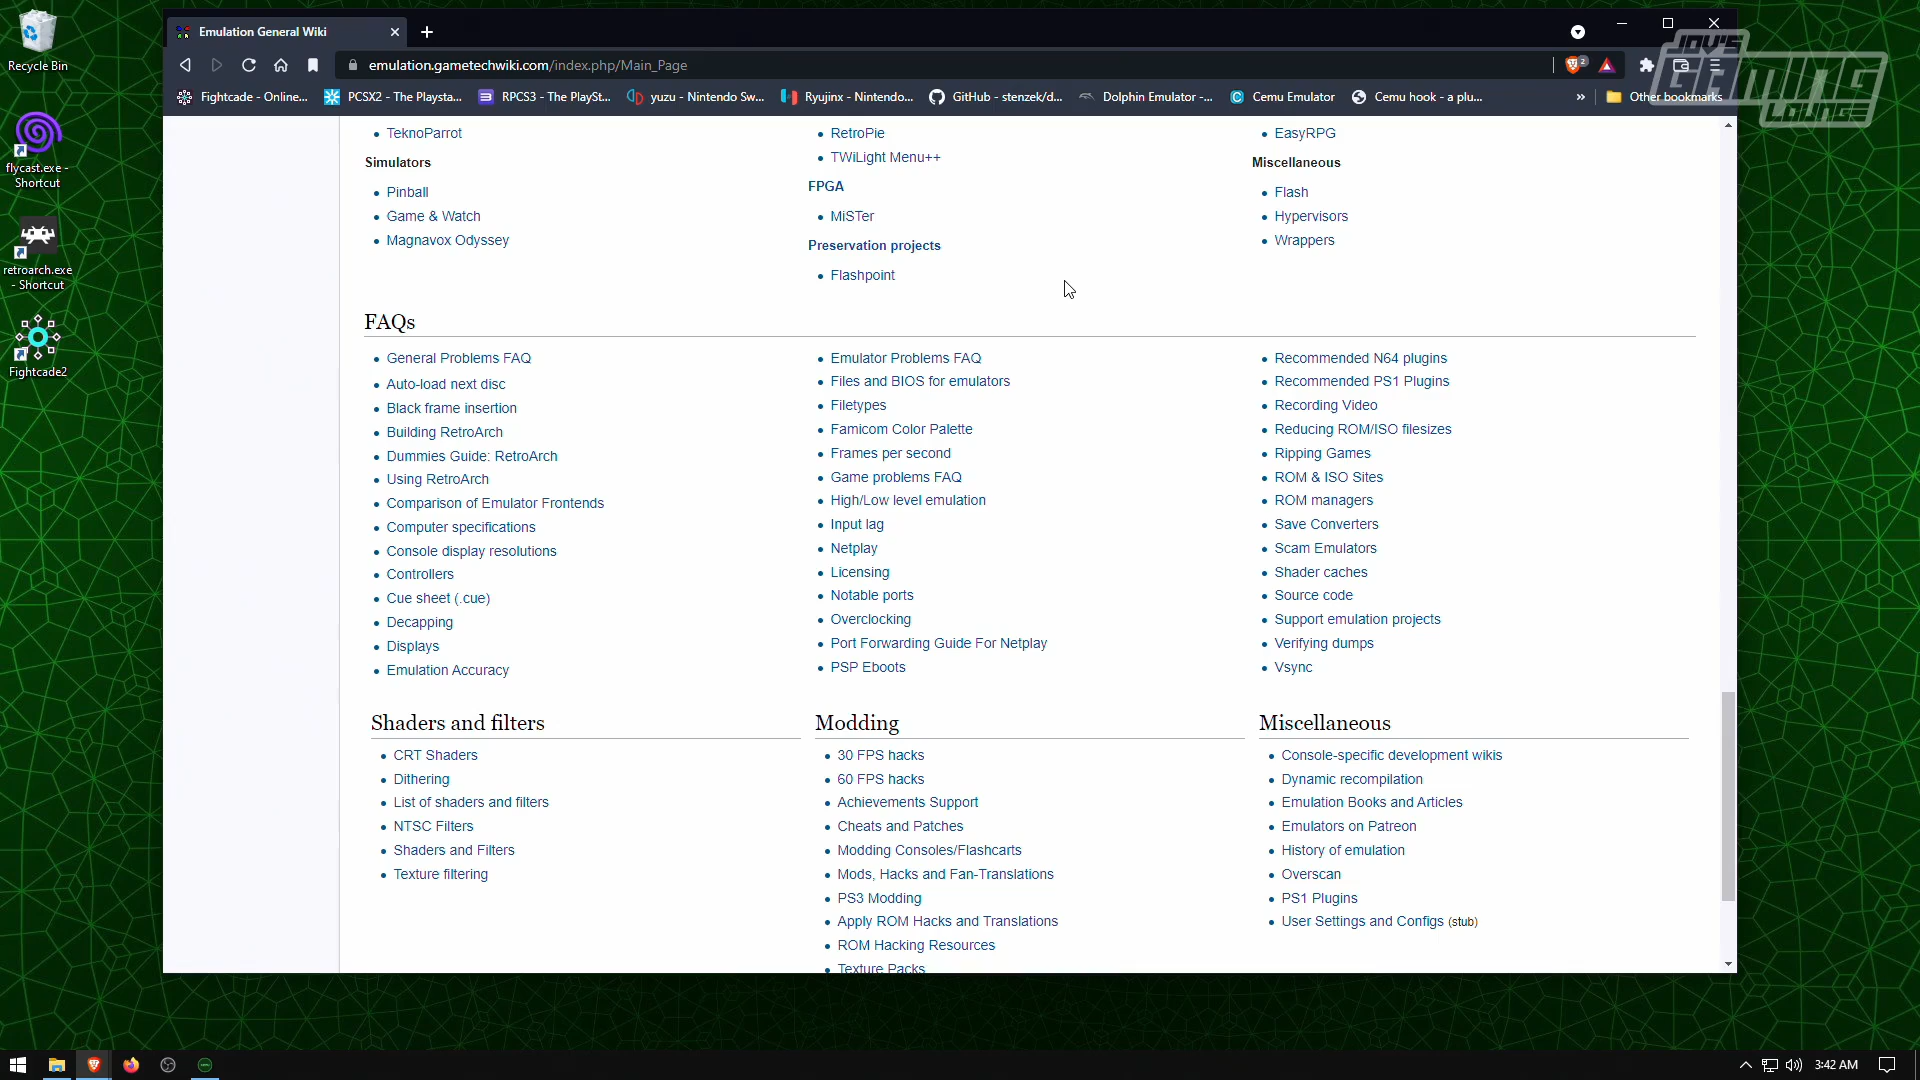 Recycle Bin
flycast.exe -
Shortcut
retroarch.exe
- Shortcut
Fightcade2
Emulation General Wiki
emulation.gametechwiki.com/index.php/Main_Page
2
JOY'S
GAMING
LOUNGE
Fightcade - Online...
PCSX2 - The Playsta...
RPCS3 - The PlaySt...
yuzu - Nintendo Sw...
Ryujinx - Nintendo...
GitHub - stenzek/d...
Dolphin Emulator -...
Cemu Emulator
Cemu hook - a plu...
»
Other bookmarks
TeknoParrot
Simulators
Pinball
Game & Watch
Magnavox Odyssey
RetroPie
TWiLight Menu++
FPGA
MiSTer
Preservation projects
Flashpoint
EasyRPG
Miscellaneous
Flash
Hypervisors
Wrappers
FAQs
General Problems FAQ
Auto-load next disc
Black frame insertion
Building RetroArch
Dummies Guide: RetroArch
Using RetroArch
Comparison of Emulator Frontends
Computer specifications
Console display resolutions
Controllers
Cue sheet (.cue)
Decapping
Displays
Emulation Accuracy
Emulator Problems FAQ
Files and BIOS for emulators
Filetypes
Famicom Color Palette
Frames per second
Game problems FAQ
High/Low level emulation
Input lag
Netplay
Licensing
Notable ports
Overclocking
Port Forwarding Guide For Netplay
PSP Eboots
Recommended N64 plugins
Recommended PS1 Plugins
Recording Video
Reducing ROM/ISO filesizes
Ripping Games
ROM & ISO Sites
ROM managers
Save Converters
Scam Emulators
Shader caches
Source code
Support emulation projects
Verifying dumps
Vsync
Shaders and filters
CRT Shaders
Dithering
List of shaders and filters
NTSC Filters
Shaders and Filters
Texture filtering
Modding
30 FPS hacks
60 FPS hacks
Achievements Support
Cheats and Patches
Modding Consoles/Flashcarts
Mods, Hacks and Fan-Translations
PS3 Modding
Apply ROM Hacks and Translations
ROM Hacking Resources
Texture Packs
Miscellaneous
Console-specific development wikis
Dynamic recompilation
Emulation Books and Articles
Emulators on Patreon
History of emulation
Overscan
PS1 Plugins
User Settings and Configs (stub)
3:42 AM